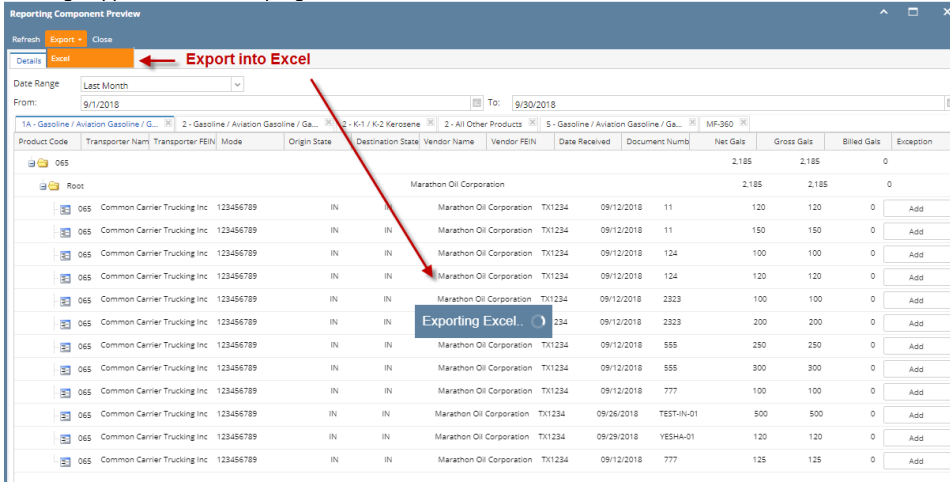 Reporting Component Preview
Refresh Export Close
Details Excel Export into Excel
Date Range Last Month
From: 9/1/2018 To: 9/30/2018
1A - Gasoline / Aviation Gasoline / G... 2 - Gasoline / Aviation Gasoline / Ga... 2 - K-1 / K-2 Kerosene 2 - All Other Products 5 - Gasoline / Aviation Gasoline / Ga... MF-360
Product Code Transporter Nam Transporter FEIN Mode Origin State Destination State Vendor Name Vendor FEIN Date Received Document Numb Net Gals Gross Gals Billed Gals Exception
065 2,185 2,185 0
Root Marathon Oil Corporation 2,185 2,185 0
065 Common Carrier Trucking Inc 123456789 IN IN Marathon Oil Corporation TX1234 09/12/2018 11 120 120 0 Add
065 Common Carrier Trucking Inc 123456789 IN IN Marathon Oil Corporation TX1234 09/12/2018 11 150 150 0 Add
065 Common Carrier Trucking Inc 123456789 IN IN Marathon Oil Corporation TX1234 09/12/2018 124 100 100 0 Add
065 Common Carrier Trucking Inc 123456789 IN IN Marathon Oil Corporation TX1234 09/12/2018 124 120 120 0 Add
065 Common Carrier Trucking Inc 123456789 IN IN Marathon Oil Corporation TX1234 09/12/2018 2323 100 100 0 Add
065 Common Carrier Trucking Inc 123456789 IN IN Exporting Excel.. 234 09/12/2018 2323 200 200 0 Add
065 Common Carrier Trucking Inc 123456789 IN IN Marathon Oil Corporation TX1234 09/12/2018 555 250 250 0 Add
065 Common Carrier Trucking Inc 123456789 IN IN Marathon Oil Corporation TX1234 09/12/2018 555 300 300 0 Add
065 Common Carrier Trucking Inc 123456789 IN IN Marathon Oil Corporation TX1234 09/12/2018 777 100 100 0 Add
065 Common Carrier Trucking Inc 123456789 IN IN Marathon Oil Corporation TX1234 09/26/2018 TEST-IN-01 500 500 0 Add
065 Common Carrier Trucking Inc 123456789 IN IN Marathon Oil Corporation TX1234 09/29/2018 YESHA-01 120 120 0 Add
065 Common Carrier Trucking Inc 123456789 IN IN Marathon Oil Corporation TX1234 09/12/2018 777 125 125 0 Add